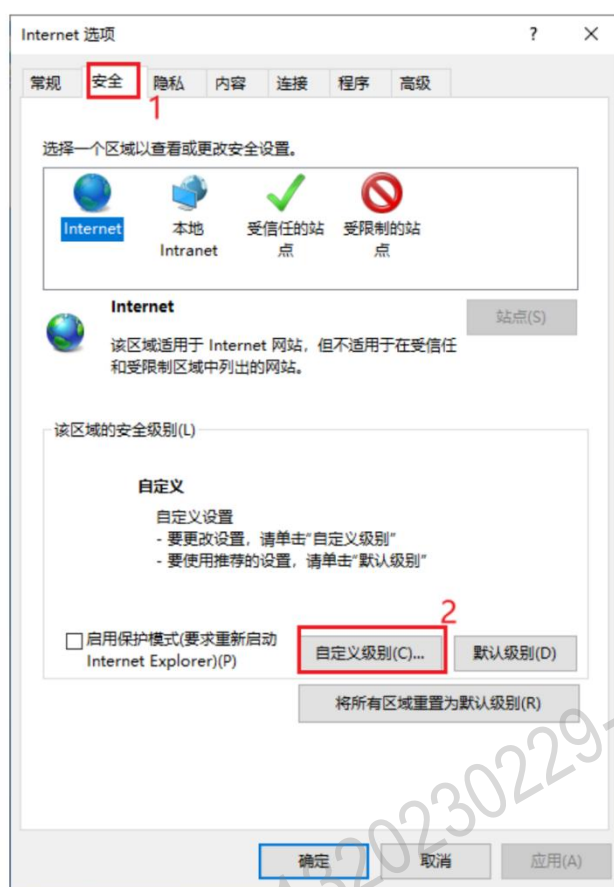 Internet 选项
?
常规 安全 隐私 内容 连接 程序 高级
1
选择一个区域以查看或更改安全设置。
Internet
本地
Intranet
受信任的站
点
受限制的站
点
Internet
站点(S)
该区域适用于 Internet 网站，但不适用于在受信任
和受限制区域中列出的网站。
该区域的安全级别(L)
自定义
自定义设置
- 要更改设置，请单击“自定义级别”
- 要使用推荐的设置，请单击“默认级别”
2
启用保护模式(要求重新启动
Internet Explorer)(P)
自定义级别(C)...
默认级别(D)
将所有区域重置为默认级别(R)
确定 取消 应用(A)